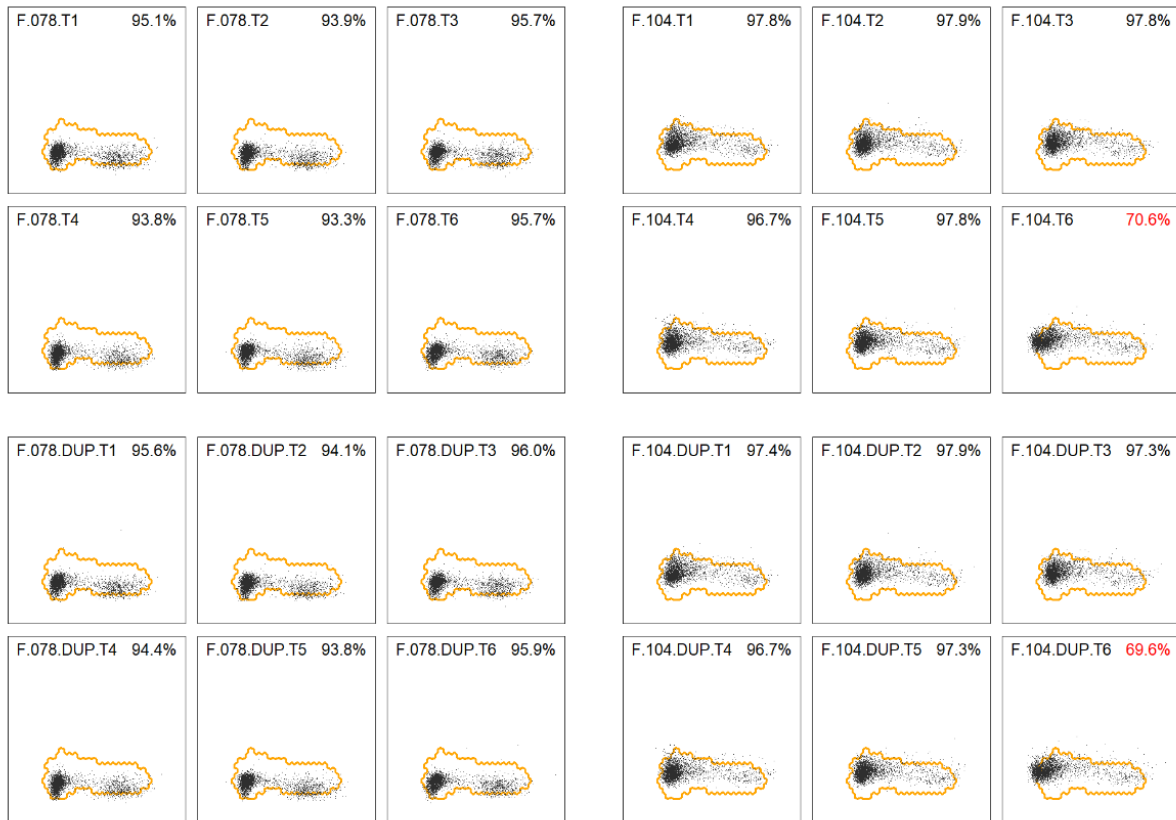 F.078.T1 95.1% F.078.T2 93.9% F.078.T3 95.7% F.104.T1 97.8% F.104.T2 97.9% F.104.T3 97.8%
F.078.T4 93.8% F.078.T5 93.3% F.078.T6 95.7% F.104.T4 96.7% F.104.T5 97.8% F.104.T6 70.6%
F.078.DUP.T1 95.6% F.078.DUP.T2 94.1% F.078.DUP.T3 96.0% F.104.DUP.T1 97.4% F.104.DUP.T2 97.9% F.104.DUP.T3 97.3%
F.078.DUP.T4 94.4% F.078.DUP.T5 93.8% F.078.DUP.T6 95.9% F.104.DUP.T4 96.7% F.104.DUP.T5 97.3% F.104.DUP.T6 69.6%